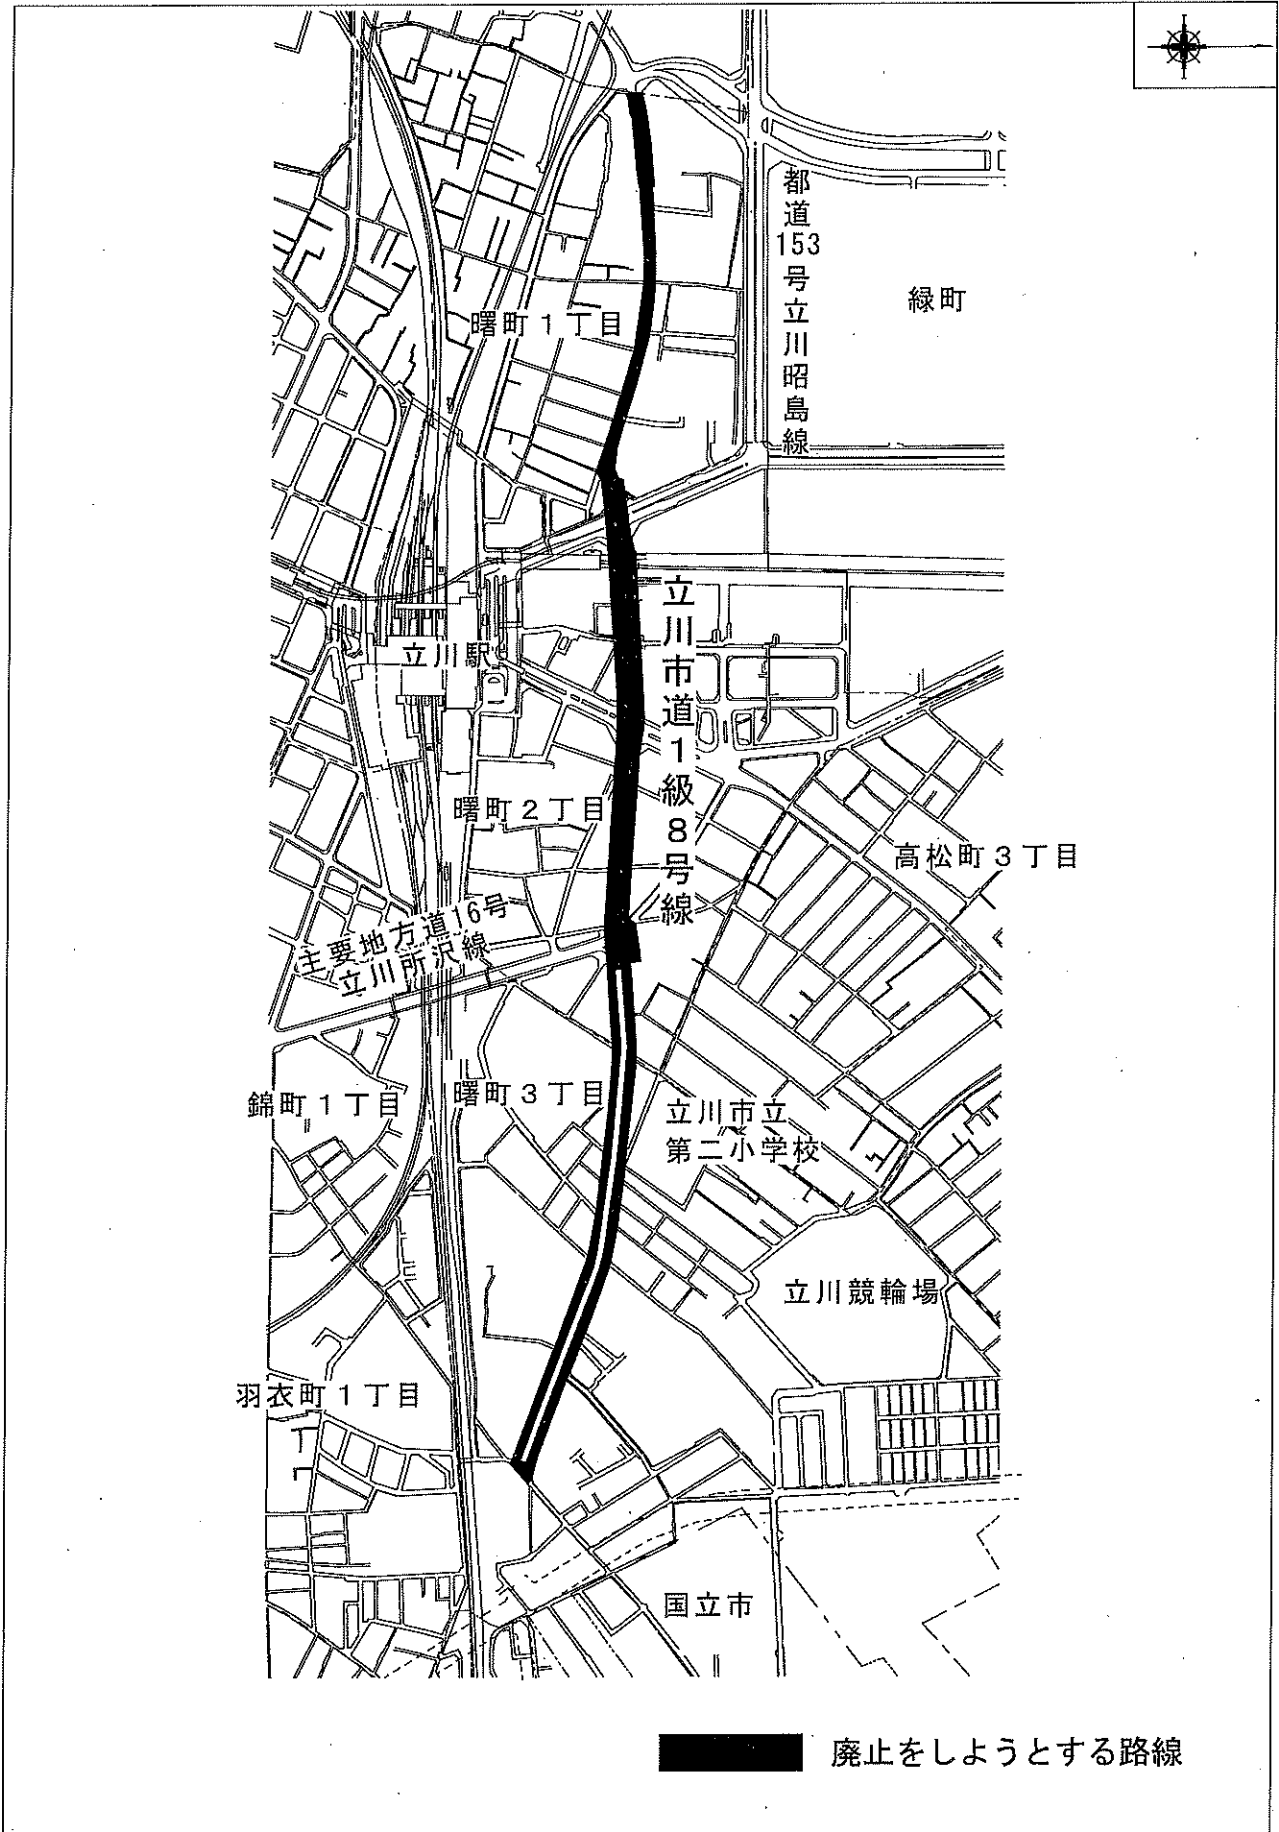 都道153号立川昭島線
緑町
曙町１丁目
立川駅
立川市道１級８号線
曙町２丁目
高松町３丁目
主要地方道16号
立川所沢線
錦町１丁目
曙町３丁目
立川市立
第二小学校
立川競輪場
羽衣町１丁目
国立市
廃止をしようとする路線